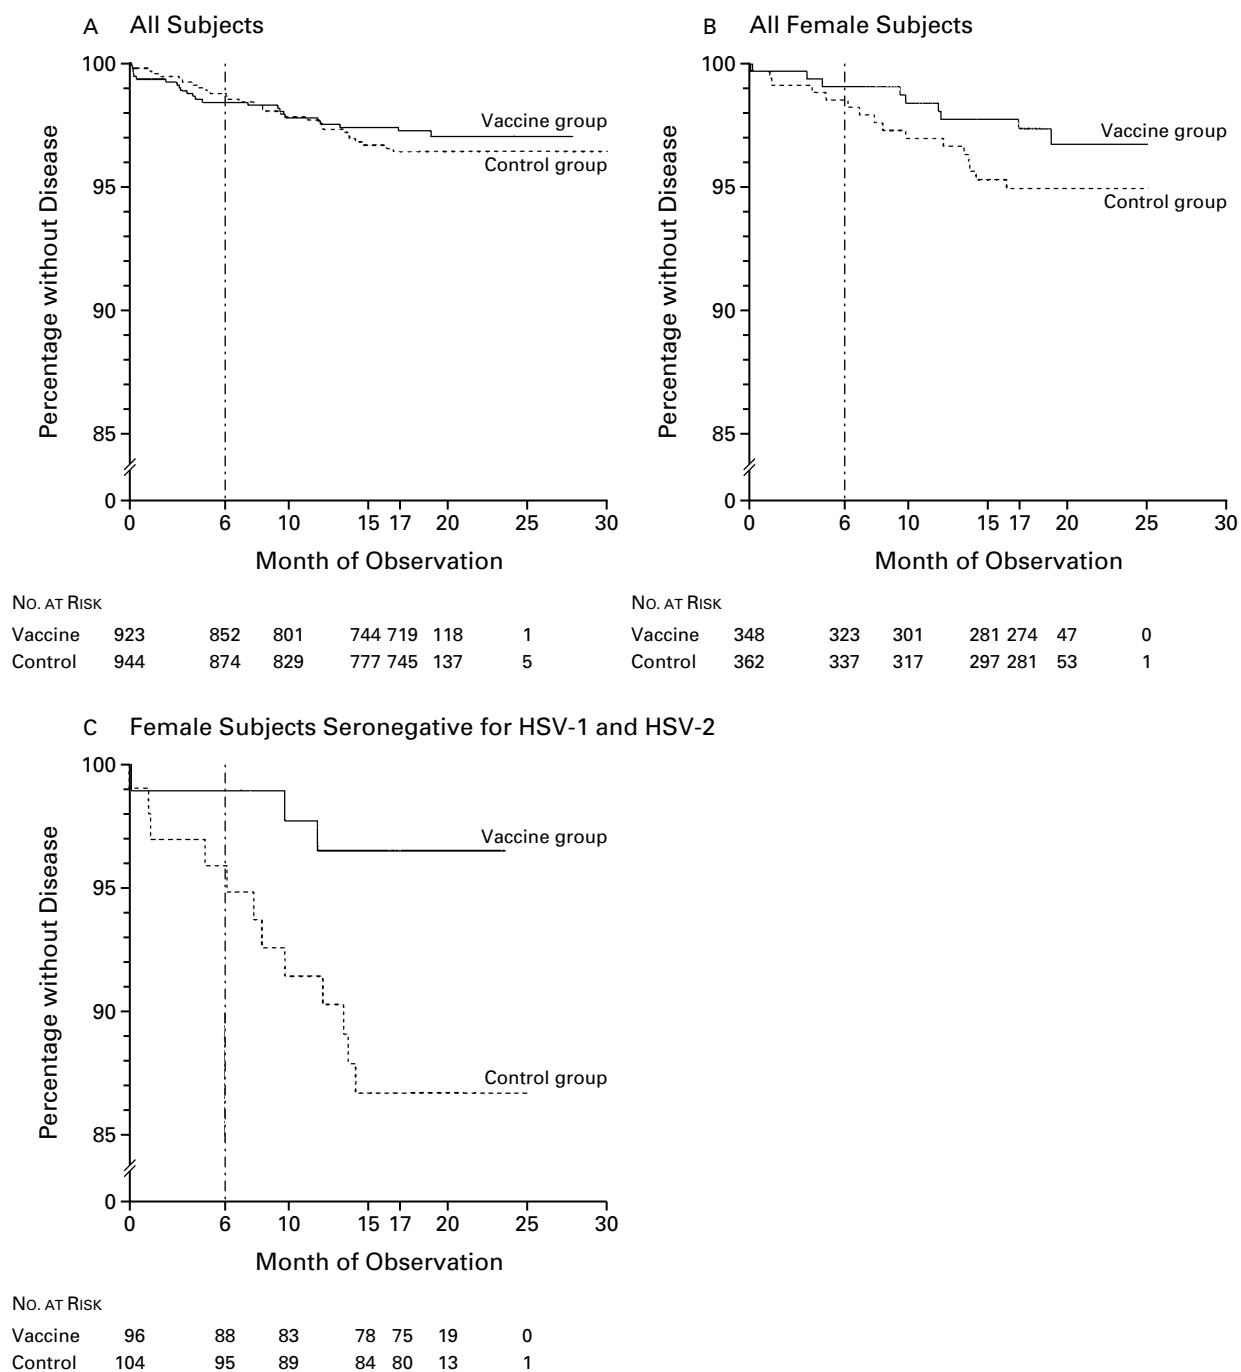 A All Subjects
100
95
90
85
0
Percentage without Disease
Vaccine group
Control group
0 6 10 15 17 20 25 30
Month of Observation
No. at Risk
Vaccine 923 852 801 744 719 118 1
Control 944 874 829 777 745 137 5
B All Female Subjects
100
95
90
85
0
Percentage without Disease
Vaccine group
Control group
0 6 10 15 17 20 25 30
Month of Observation
No. at Risk
Vaccine 348 323 301 281 274 47 0
Control 362 337 317 297 281 53 1
C Female Subjects Seronegative for HSV-1 and HSV-2
100
95
90
85
0
Percentage without Disease
Vaccine group
Control group
0 6 10 15 17 20 25 30
Month of Observation
No. at Risk
Vaccine 96 88 83 78 75 19 0
Control 104 95 89 84 80 13 1